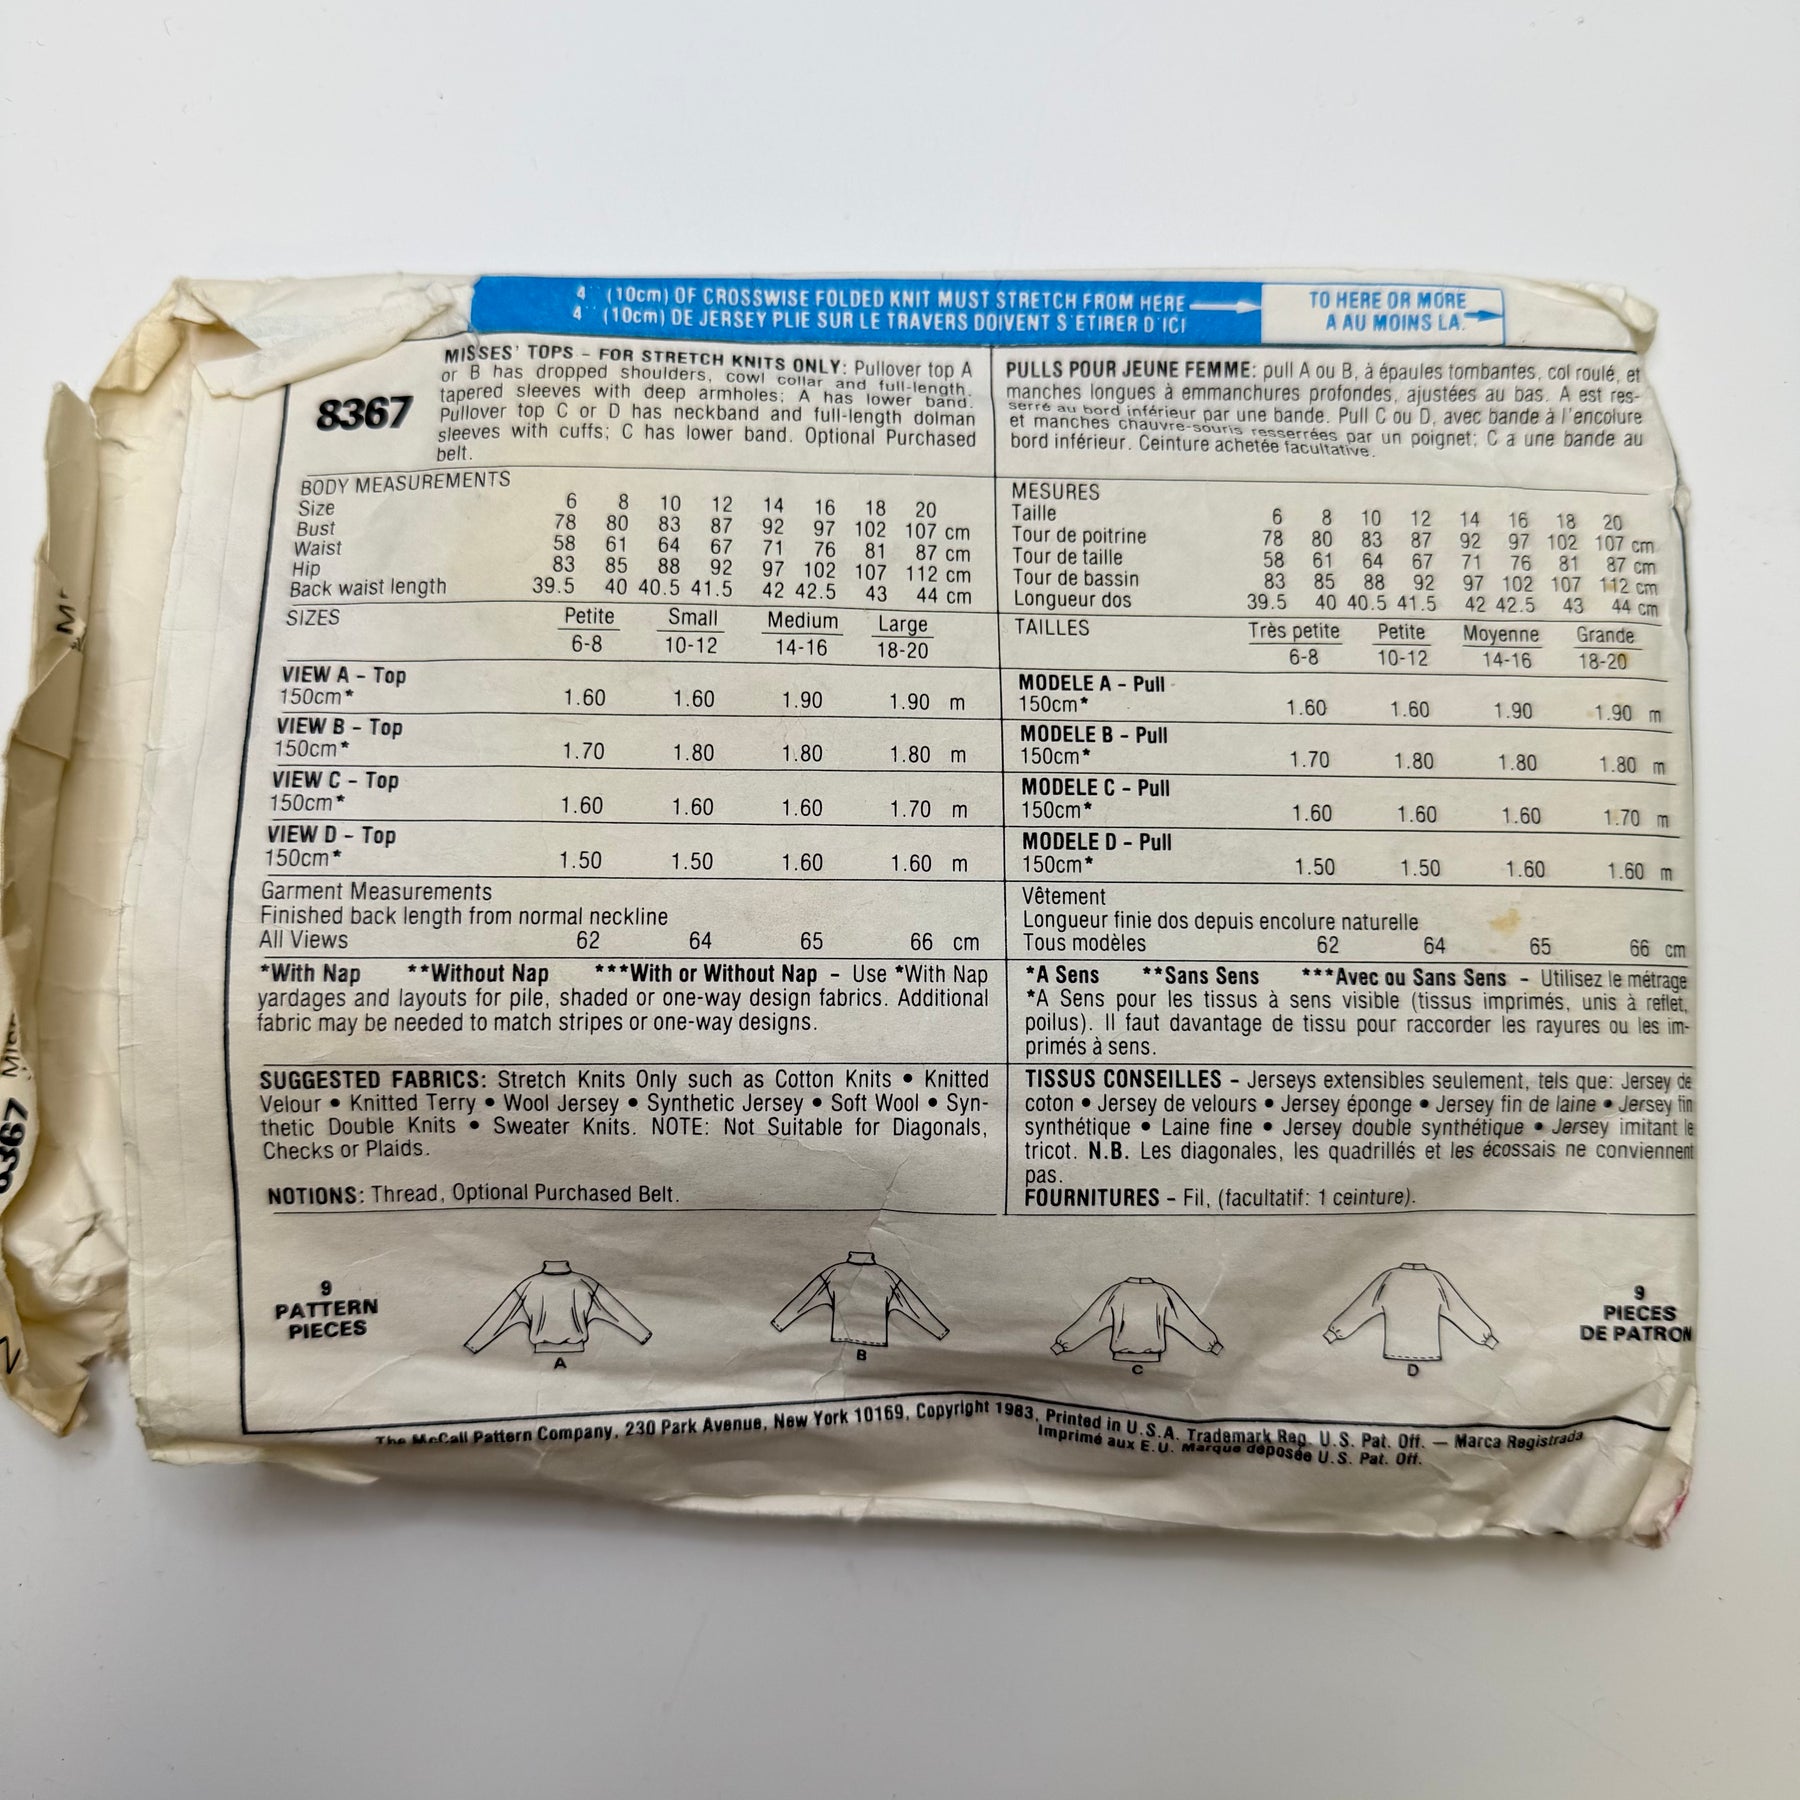 4" (10cm) OF CROSSWISE FOLDED KNIT MUST STRETCH FROM HERE
4" (10cm) DE JERSEY PLIE SUR LE TRAVERS DOIVENT S'ETIRER D'ICI
TO HERE OR MORE
A AU MOINS LA.
8367
MISSES' TOPS – FOR STRETCH KNITS ONLY: Pullover top A
or B has dropped shoulders, cowl collar and full-length,
tapered sleeves with deep armholes; A has lower band.
Pullover top C or D has neckband and full-length dolman
sleeves with cuffs; C has lower band. Optional Purchased
belt.
BODY MEASUREMENTS
Size 6 8 10 12 14 16 18 20
Bust 78 80 83 87 92 97 102 107 cm
Waist 58 61 64 67 71 76 81 87 cm
Hip 83 85 88 92 97 102 107 112 cm
Back waist length 39.5 40 40.5 41.5 42 42.5 43 44 cm
SIZES Petite Small Medium Large
6-8 10-12 14-16 18-20
VIEW A – Top
150cm* 1.60 1.60 1.90 1.90 m
VIEW B – Top
150cm* 1.70 1.80 1.80 1.80 m
VIEW C – Top
150cm* 1.60 1.60 1.60 1.70 m
VIEW D – Top
150cm* 1.50 1.50 1.60 1.60 m
Garment Measurements
Finished back length from normal neckline
All Views 62 64 65 66 cm
*With Nap **Without Nap ***With or Without Nap – Use *With Nap
yardages and layouts for pile, shaded or one-way design fabrics. Additional
fabric may be needed to match stripes or one-way designs.
SUGGESTED FABRICS: Stretch Knits Only such as Cotton Knits • Knitted
Velour • Knitted Terry • Wool Jersey • Synthetic Jersey • Soft Wool • Syn-
thetic Double Knits • Sweater Knits. NOTE: Not Suitable for Diagonals,
Checks or Plaids.
NOTIONS: Thread, Optional Purchased Belt.
PULLS POUR JEUNE FEMME: pull A ou B, à épaules tombantes, col roulé, et
manches longues à emmanchures profondes, ajustées au bas. A est res-
serré au bord inférieur par une bande. Pull C ou D, avec bande à l'encolure
et manches chauvre-souris resserrées par un poignet; C a une bande au
bord inférieur. Ceinture achetée facultative.
MESURES
Taille 6 8 10 12 14 16 18 20
Tour de poitrine 78 80 83 87 92 97 102 107 cm
Tour de taille 58 61 64 67 71 76 81 87 cm
Tour de bassin 83 85 88 92 97 102 107 112 cm
Longueur dos 39.5 40 40.5 41.5 42 42.5 43 44 cm
TAILLES Très petite Petite Moyenne Grande
6-8 10-12 14-16 18-20
MODELE A – Pull
150cm* 1.60 1.60 1.90 1.90 m
MODELE B – Pull
150cm* 1.70 1.80 1.80 1.80 m
MODELE C – Pull
150cm* 1.60 1.60 1.60 1.70 m
MODELE D – Pull
150cm* 1.50 1.50 1.60 1.60 m
Vêtement
Longueur finie dos depuis encolure naturelle
Tous modèles 62 64 65 66 cm
*A Sens **Sans Sens ***Avec ou Sans Sens – Utilisez le métrage
*A Sens pour les tissus à sens visible (tissus imprimés, unis à reflet,
poilus). Il faut davantage de tissu pour raccorder les rayures ou les im-
primés à sens.
TISSUS CONSEILLES – Jerseys extensibles seulement, tels que: Jersey de
coton • Jersey de velours • Jersey éponge • Jersey fin de laine • Jersey fin
synthétique • Laine fine • Jersey double synthétique • Jersey imitant le
tricot. N.B. Les diagonales, les quadrillés et les écossais ne conviennent
pas.
FOURNITURES – Fil, (facultatif: 1 ceinture).
9
PATTERN
PIECES
A
B
C
D
9
PIECES
DE PATRON
The McCall Pattern Company, 230 Park Avenue, New York 10169, Copyright 1983, Printed in U.S.A. Trademark Reg. U.S. Pat. Off. — Marca Registrada
Imprimé aux E.U. Marque déposée U.S. Pat. Off.
8367